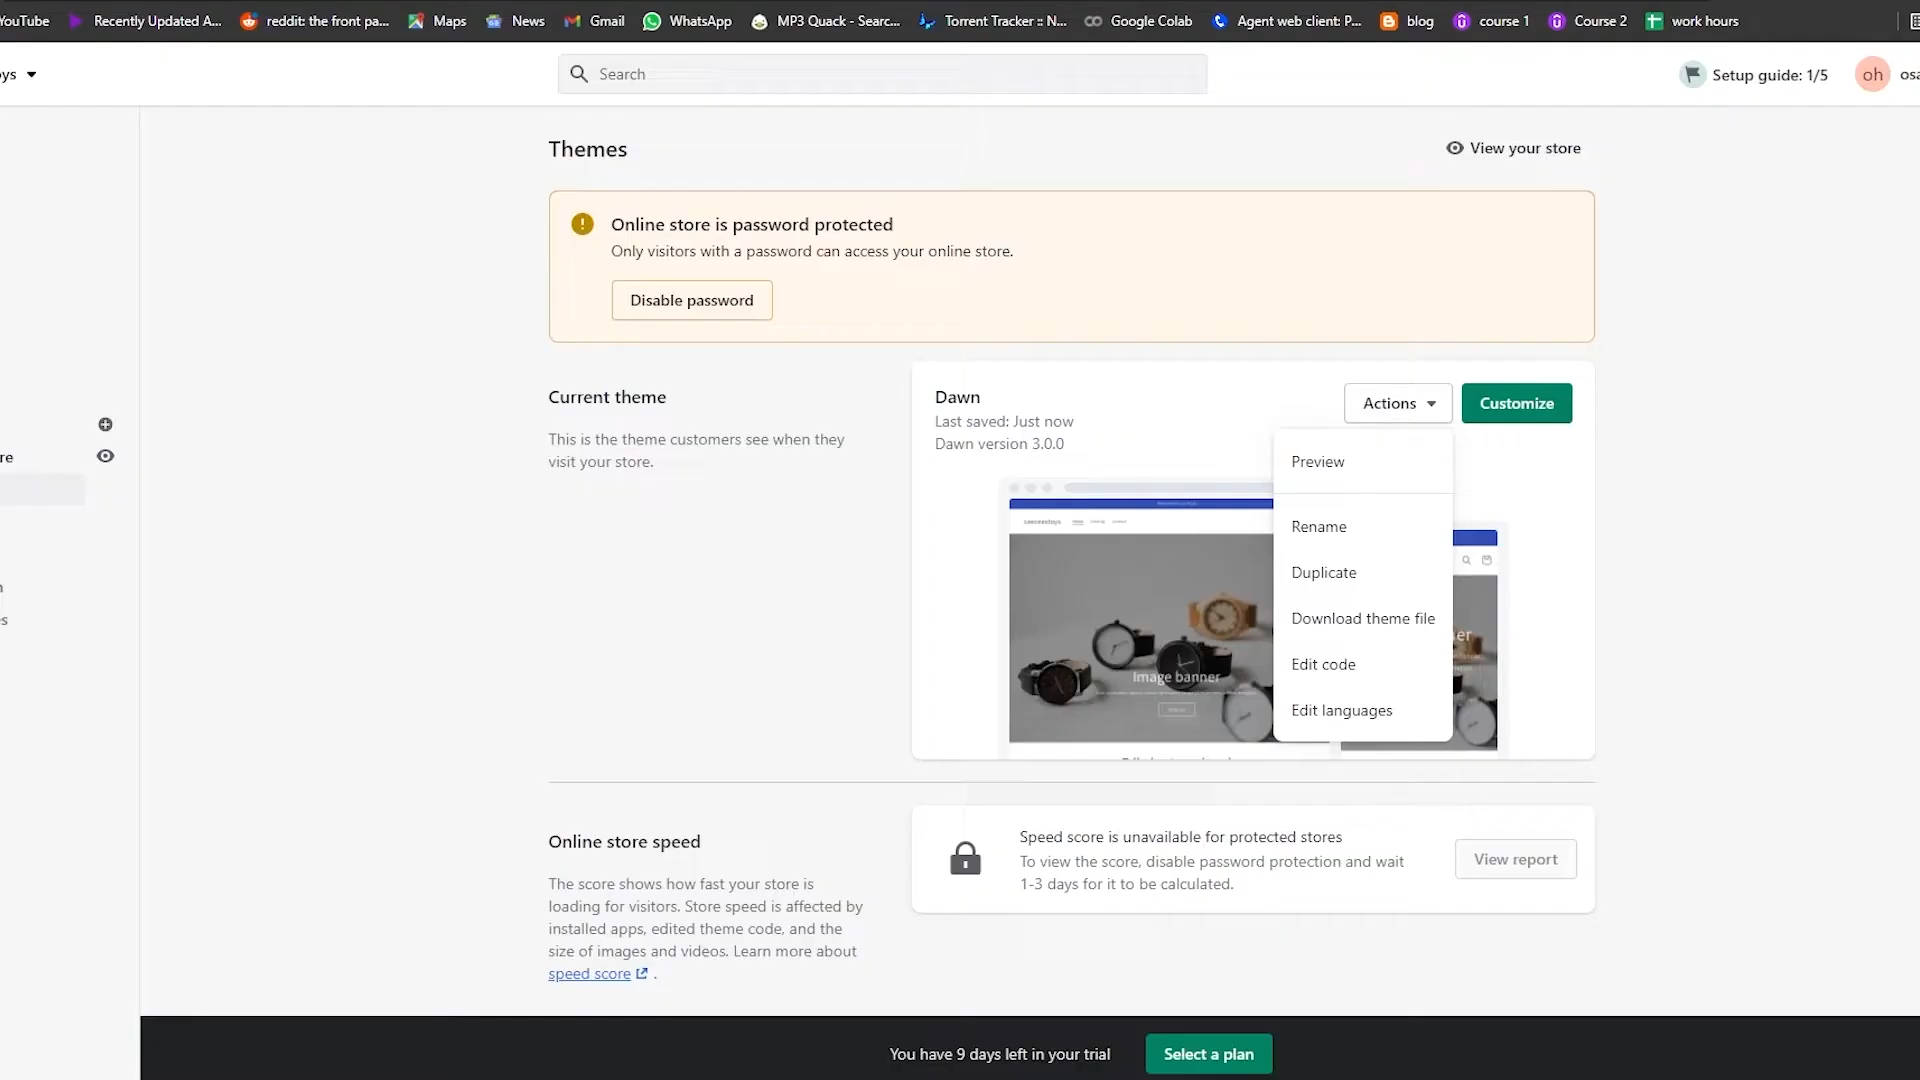 YouTube
Recently Updated A...
reddit: the front pa...
Maps
News
Gmail
WhatsApp
MP3 Quack - Searc...
Torrent Tracker :: N...
Google Colab
Agent web client: P...
blog
course 1
Course 2
work hours
ys
Search
Setup guide: 1/5
oh
osa
Themes
View your store
Online store is password protected
Only visitors with a password can access your online store.
Disable password
Current theme
This is the theme customers see when they
visit your store.
re
Dawn
Last saved: Just now
Dawn version 3.0.0
Actions
Customize
Preview
Rename
Duplicate
Download theme file
Edit code
Edit languages
Image banner
er
Online store speed
The score shows how fast your store is
loading for visitors. Store speed is affected by
installed apps, edited theme code, and the
size of images and videos. Learn more about
speed score .
Speed score is unavailable for protected stores
To view the score, disable password protection and wait
1-3 days for it to be calculated.
View report
You have 9 days left in your trial
Select a plan